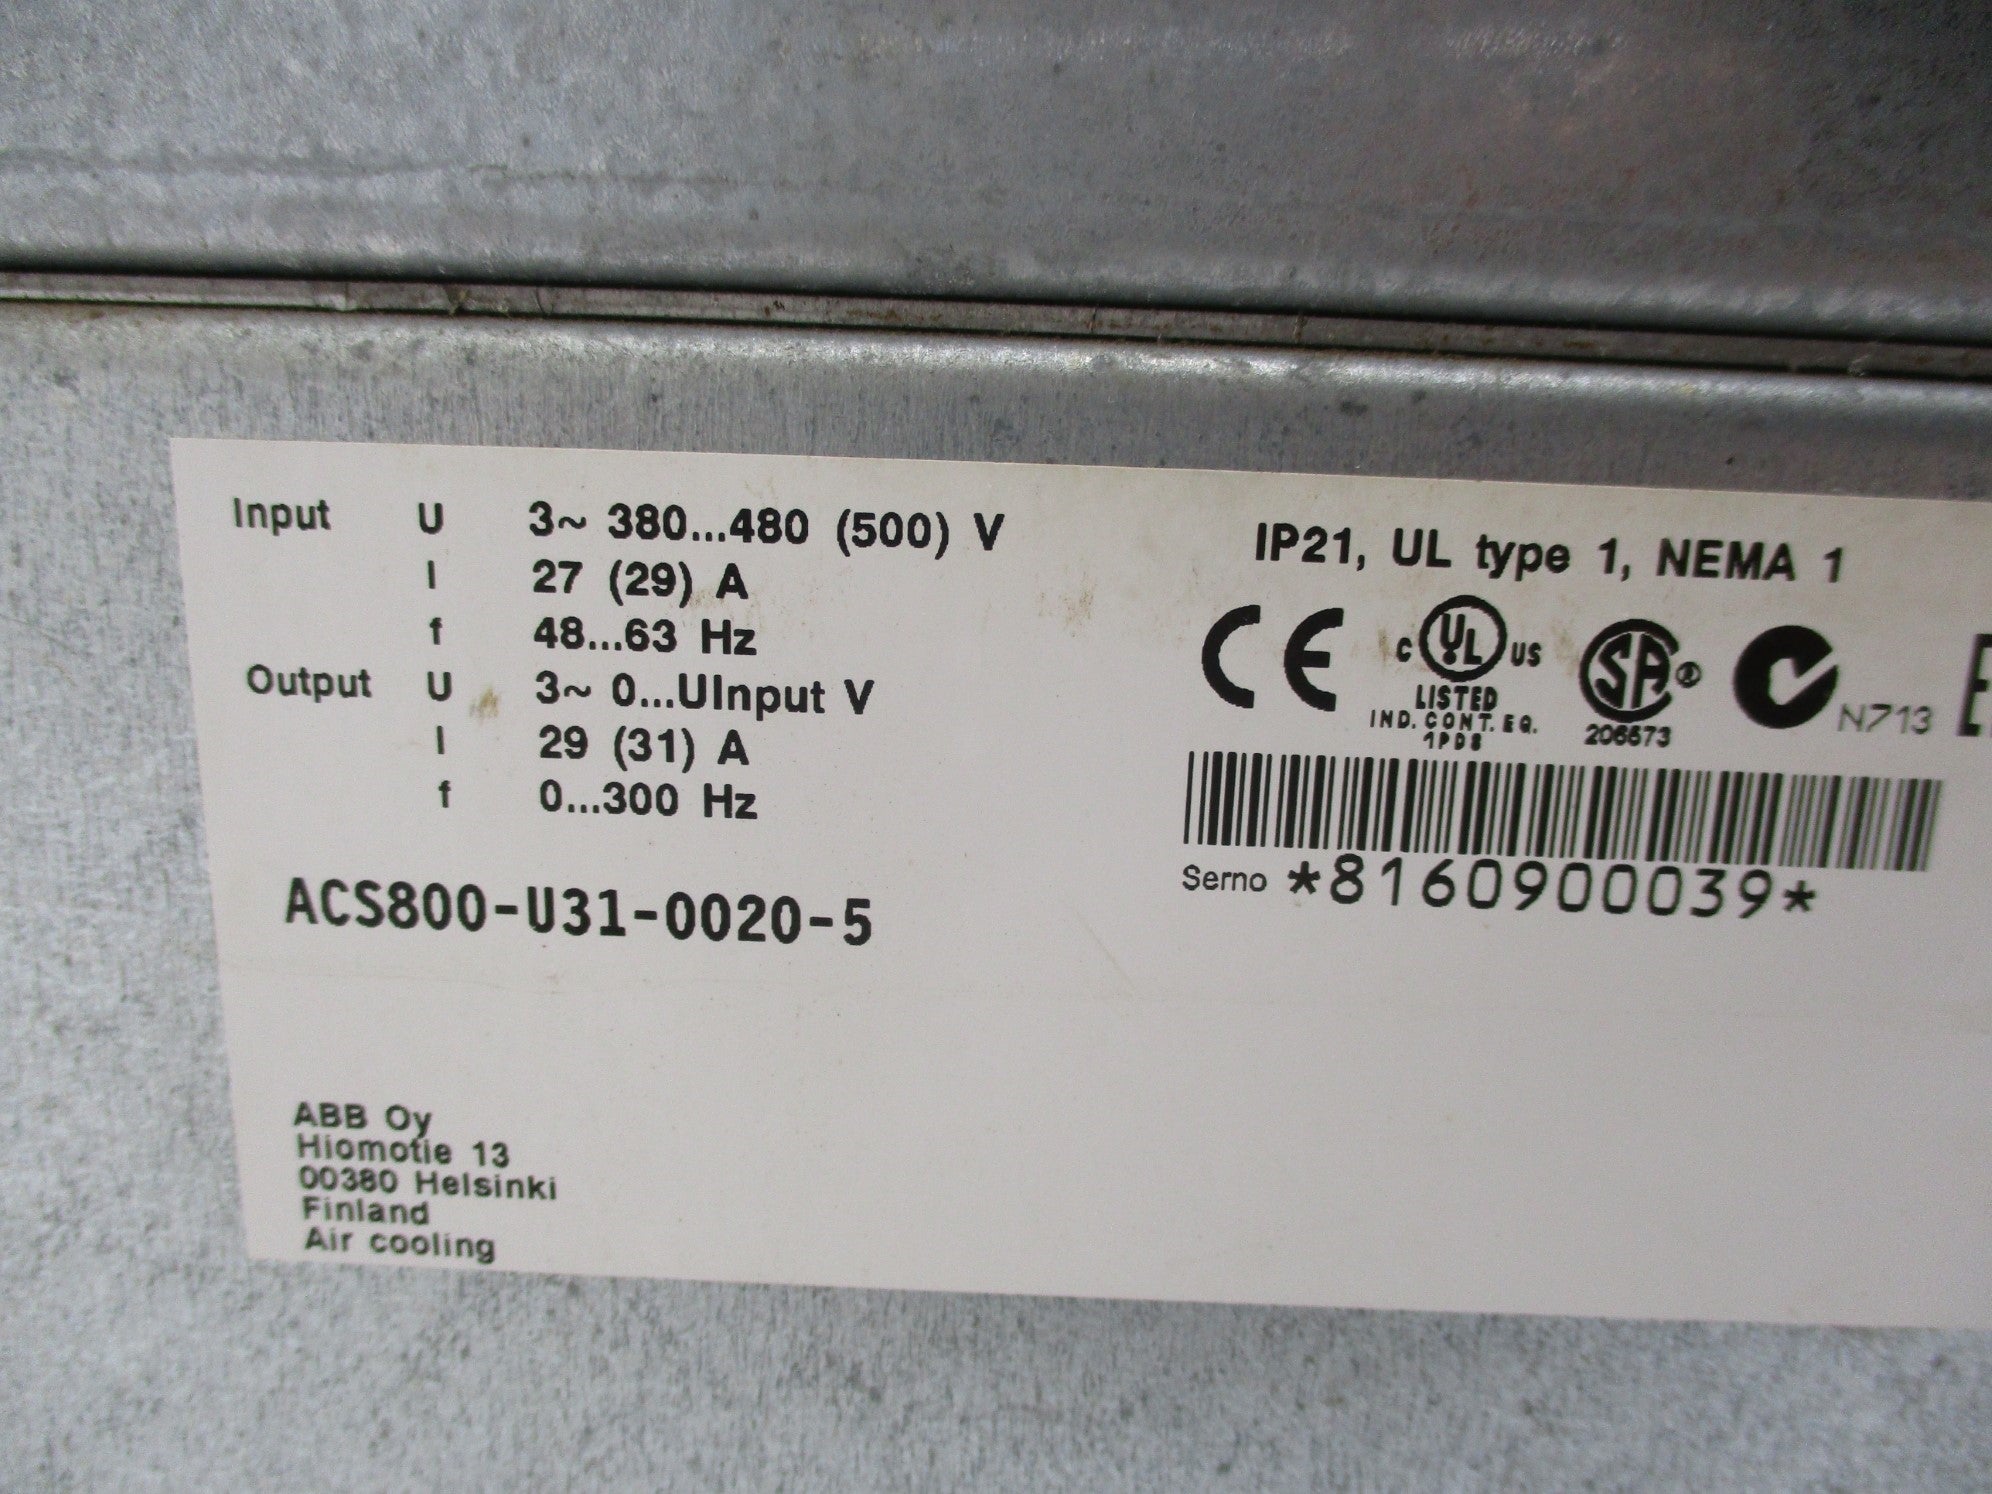 Input U 3~ 380...480 (500) V
I 27 (29) A
f 48...63 Hz
Output U 3~ 0...UInput V
I 29 (31) A
f 0...300 Hz
ACS800-U31-0020-5
ABB Oy
Hiomotie 13
00380 Helsinki
Finland
Air cooling
IP21, UL type 1, NEMA 1
CE
C UL US
LISTED
IND. CONT. EQ.
1PD8
SA ®
206573
N713
Serno *8160900039*